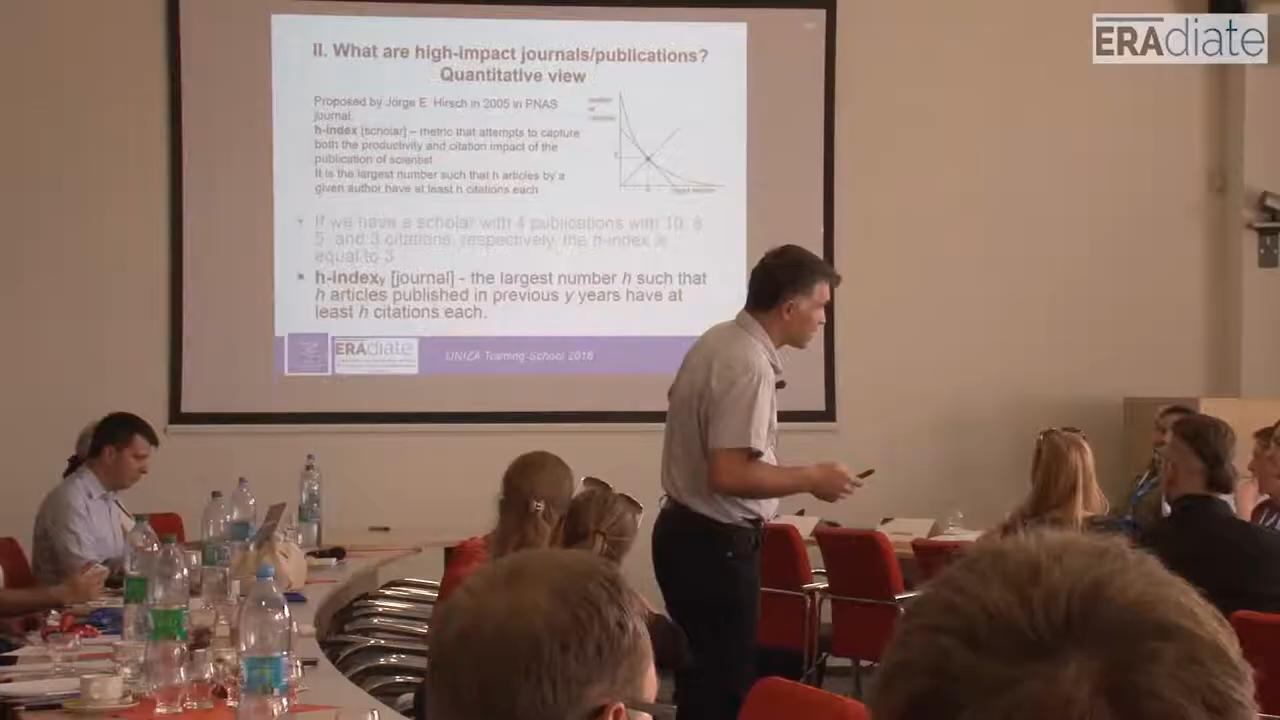 ERAdiate
II. What are high-impact journals/publications?
Quantitative view
Proposed by Jorge E. Hirsch in 2005 in PNAS
journal.
h-index [scholar] – metric that attempts to capture
both the productivity and citation impact of the
publication of scientist
It is the largest number such that h articles by a
given author have at least h citations each
• If we have a scholar with 4 publications with 10, 8
5, and 3 citations, respectively, the h-index is
equal to 3
• h-indexy [journal] - the largest number h such that
h articles published in previous y years have at
least h citations each.
ERAdiate
UNIZA Training School 2016